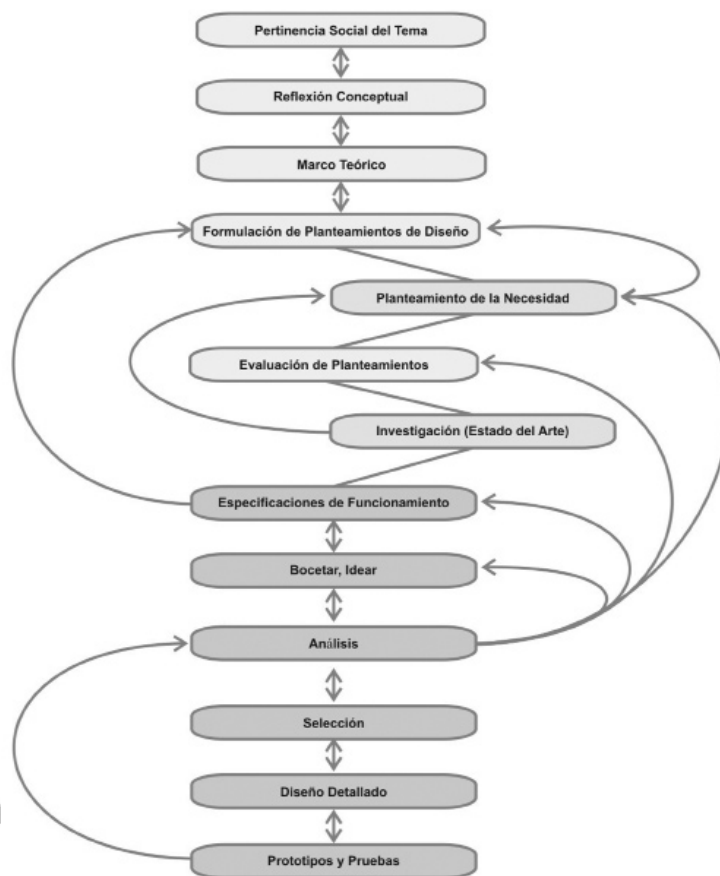 Pertinencia Social del Tema
Reflexión Conceptual
Marco Teórico
Formulación de Planteamientos de Diseño
Planteamiento de la Necesidad
Evaluación de Planteamientos
Investigación (Estado del Arte)
Especificaciones de Funcionamiento
Bocetar, Idear
Análisis
Selección
Diseño Detallado
Prototipos y Pruebas